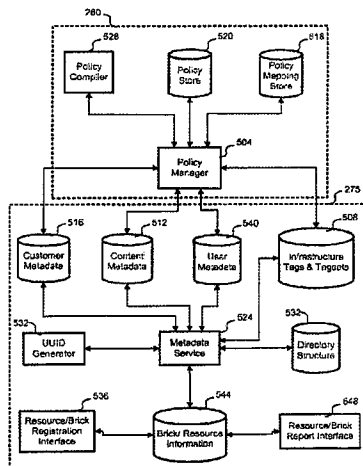 260
528
520
518
Policy
Compiler
Policy
Store
Policy
Mapping
Store
504
Policy
Manager
275
516
512
540
508
Customer
Metadata
Content
Metadata
User
Metadata
Infrastructure
Tags & Tagsets
532
524
532
UUID
Generator
Metadata
Service
Directory
Structure
536
544
548
Resource/Brick
Registration
Interface
Brick/ Resource
Information
Resource/Brick
Report Interface